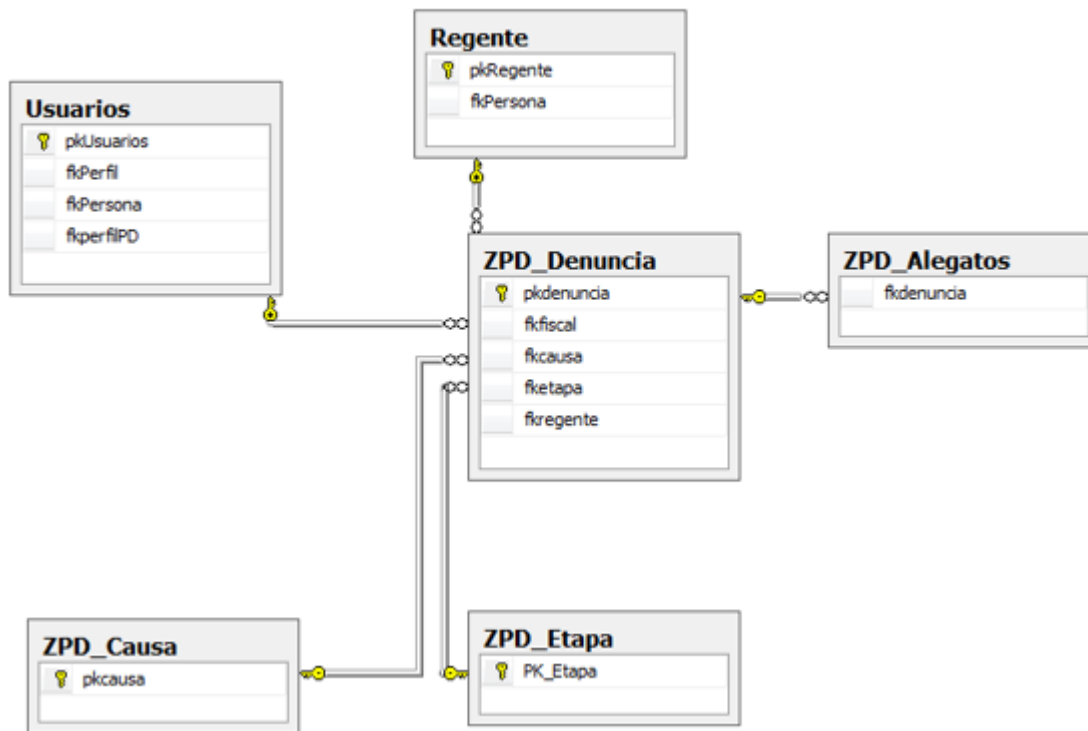 Regente
pkRegente
fkPersona
Usuarios
pkUsuarios
fkPerfil
fkPersona
fkperfilPD
ZPD_Denuncia
pkdenuncia
fkfiscal
fkcausa
fketapa
fkregente
ZPD_Alegatos
fkdenuncia
ZPD_Causa
pkcausa
ZPD_Etapa
PK_Etapa